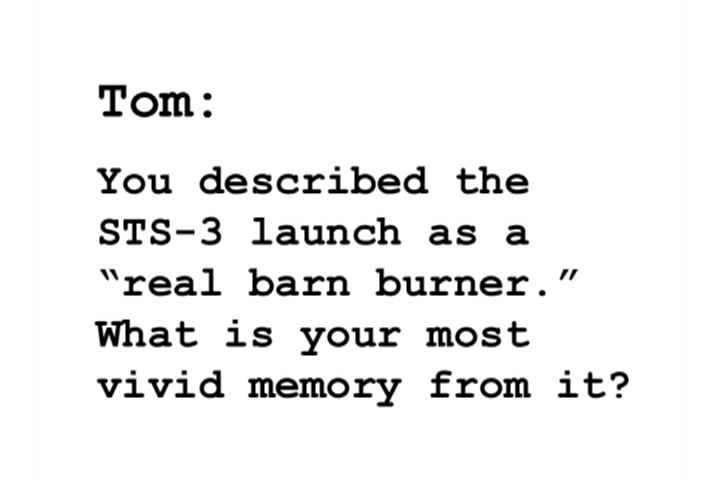 Tom:
You described the
STS-3 launch as a
“real barn burner.”
What is your most
vivid memory from it?